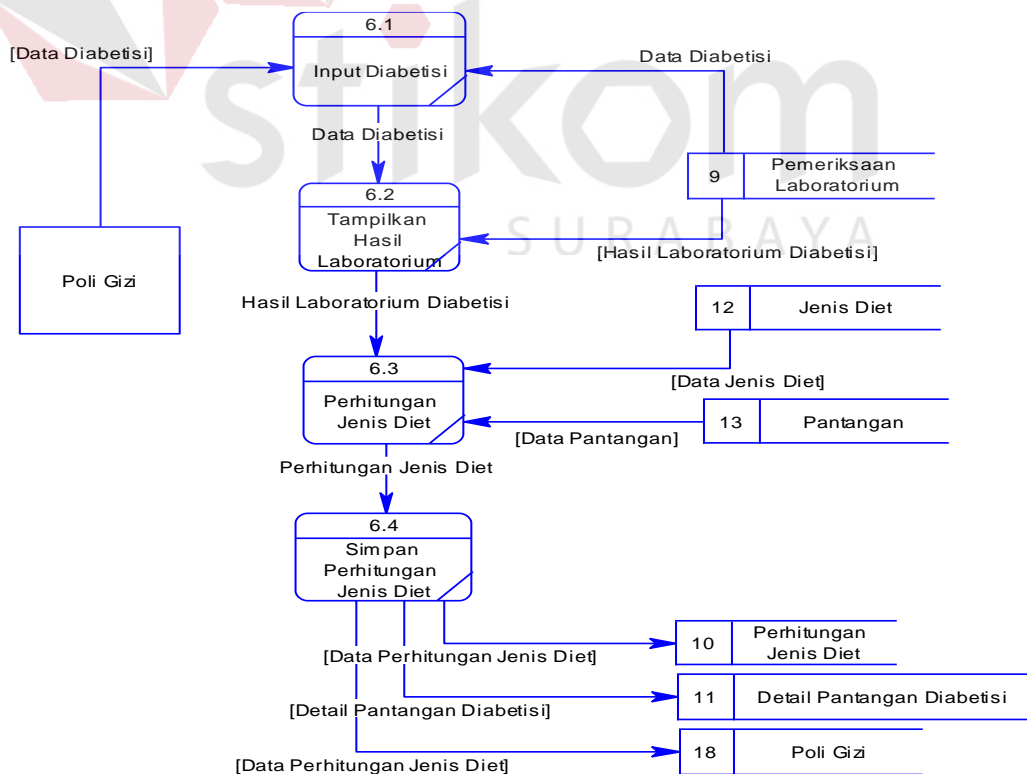 6.1
[Data Diabetisi]
Input Diabetisi
Data Diabetisi
stikom
SURABAYA
Data Diabetisi
9
Pemeriksaan
Laboratorium
6.2
Tampilkan
Hasil
Laboratorium
[Hasil Laboratorium Diabetisi]
Poli Gizi
Hasil Laboratorium Diabetisi
12
Jenis Diet
6.3
Perhitungan
Jenis Diet
[Data Jenis Diet]
[Data Pantangan]
13
Pantangan
Perhitungan Jenis Diet
6.4
Simpan
Perhitungan
Jenis Diet
[Data Perhitungan Jenis Diet]
10
Perhitungan
Jenis Diet
[Detail Pantangan Diabetisi]
11
Detail Pantangan Diabetisi
[Data Perhitungan Jenis Diet]
18
Poli Gizi